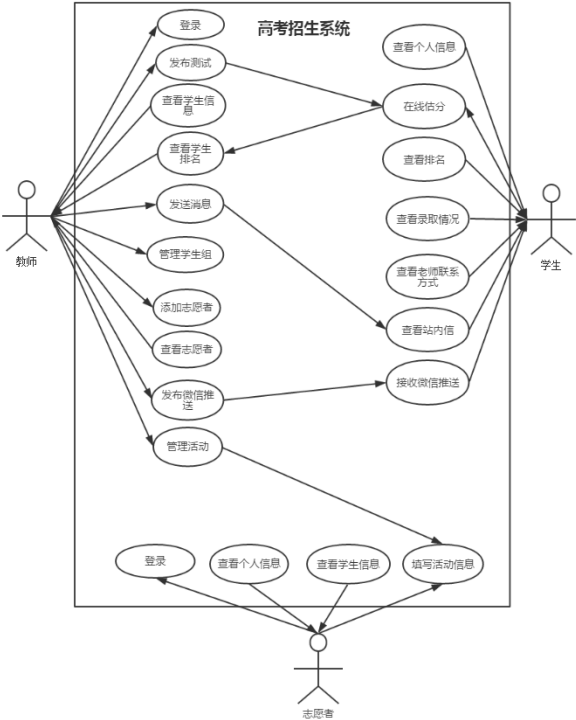 高考招生系统
登录
发布测试
查看学生信
息
查看学生
排名
发送消息
管理学生组
添加志愿者
查看志愿者
发布微信推
送
管理活动
教师
查看个人信息
在线估分
查看排名
查看录取情况
查看老师联系
方式
查看站内信
接收微信推送
学生
登录
查看个人信息
查看学生信息
填写活动信息
志愿者